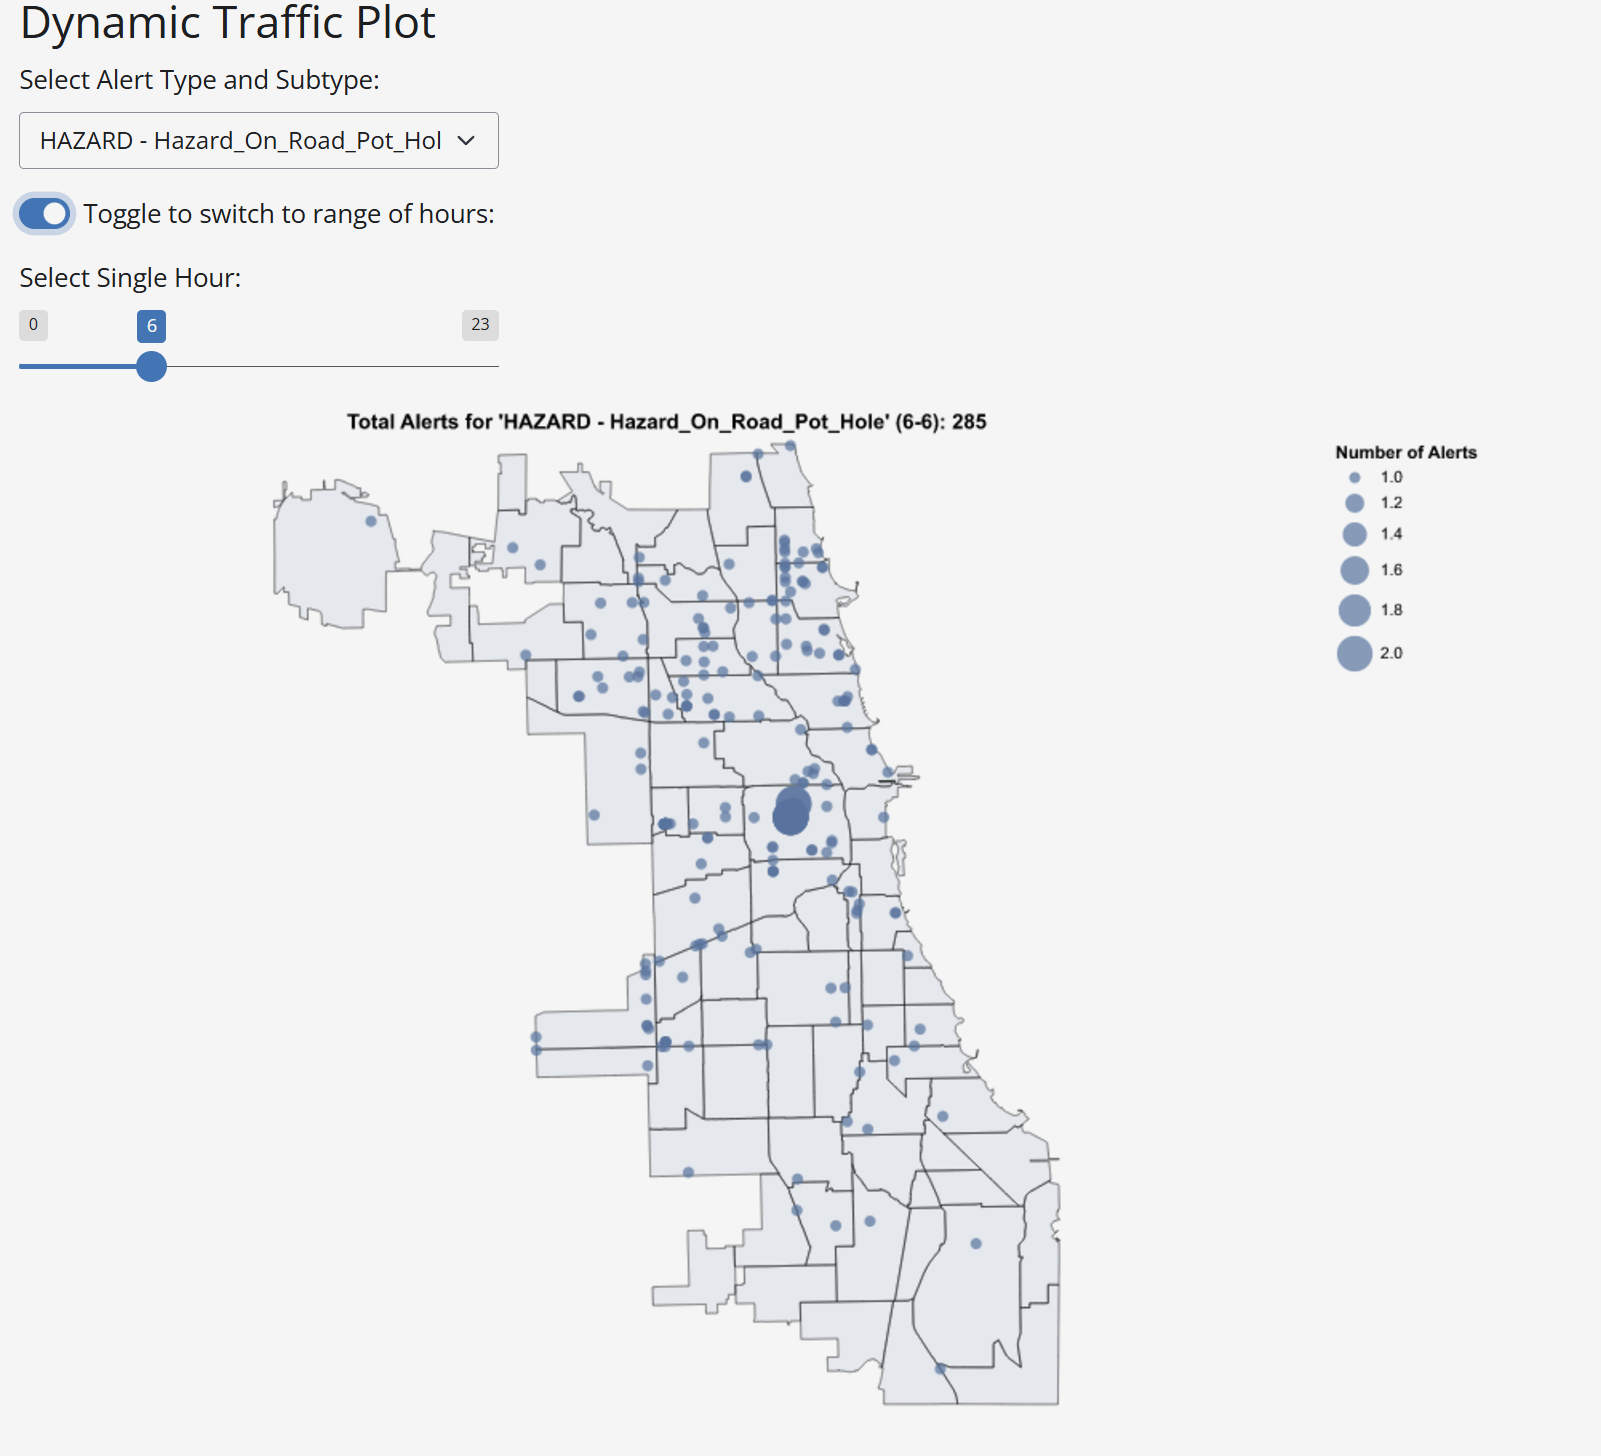 Dynamic Traffic Plot
Select Alert Type and Subtype:
HAZARD - Hazard_On_Road_Pot_Hol
Toggle to switch to range of hours:
Select Single Hour:
0
6
23
Total Alerts for 'HAZARD - Hazard_On_Road_Pot_Hole' (6-6): 285
Number of Alerts
1.0
1.2
1.4
1.6
1.8
2.0